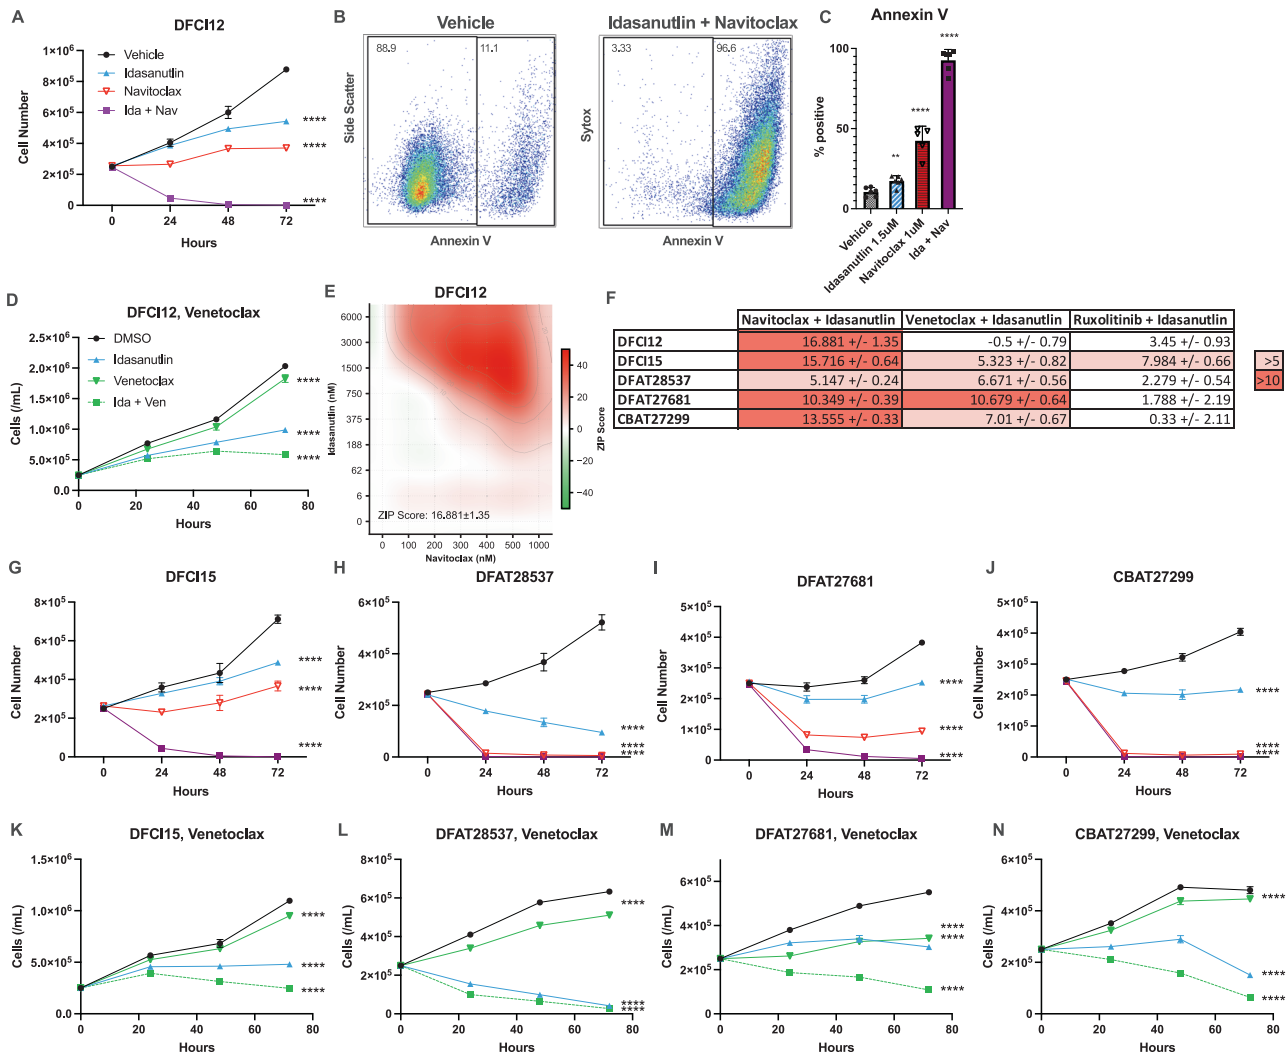 A
DFCI12
Vehicle
Idasanutlin
Navitoclax
Ida + Nav
1×10⁶
8×10⁵
6×10⁵
4×10⁵
2×10⁵
0
Cell Number
****
****
****
0 24 48 72
Hours
B
Vehicle
88.9
11.1
Side Scatter
Annexin V
Idasanutlin + Navitoclax
3.33
96.6
Sytox
Annexin V
C
Annexin V
100
50
0
% positive
**
****
****
Vehicle
Idasanutlin 1.5uM
Navitoclax 1uM
Ida + Nav
D
DFCI12, Venetoclax
DMSO
Idasanutlin
Venetoclax
Ida + Ven
2.5×10⁶
2.0×10⁶
1.5×10⁶
1.0×10⁶
5.0×10⁵
0.0
Cells (/mL)
****
****
****
0 20 40 60 80
Hours
E
DFCI12
6000
3000
1500
750
375
188
62
6
0
Idasanutlin (nM)
ZIP Score: 16.881±1.35
0 100 200 300 400 500 1000
Navitoclax (nM)
40
20
0
−20
−40
ZIP Score
F
Navitoclax + Idasanutlin Venetoclax + Idasanutlin Ruxolitinib + Idasanutlin
DFCI12 16.881 +/- 1.35 -0.5 +/- 0.79 3.45 +/- 0.93
DFCI15 15.716 +/- 0.64 5.323 +/- 0.82 7.984 +/- 0.66
DFAT28537 5.147 +/- 0.24 6.671 +/- 0.56 2.279 +/- 0.54
DFAT27681 10.349 +/- 0.39 10.679 +/- 0.64 1.788 +/- 2.19
CBAT27299 13.555 +/- 0.33 7.01 +/- 0.67 0.33 +/- 2.11
>5
>10
G
DFCI15
8×10⁵
6×10⁵
4×10⁵
2×10⁵
0
Cell Number
****
****
****
0 24 48 72
Hours
H
DFAT28537
6×10⁵
4×10⁵
2×10⁵
0
Cell Number
****
****
****
0 24 48 72
Hours
I
DFAT27681
5×10⁵
4×10⁵
3×10⁵
2×10⁵
1×10⁵
0
Cell Number
****
****
****
0 24 48 72
Hours
J
CBAT27299
5×10⁵
4×10⁵
3×10⁵
2×10⁵
1×10⁵
0
Cell Number
****
****
****
0 24 48 72
Hours
K
DFCI15, Venetoclax
1.5×10⁶
1.0×10⁶
5.0×10⁵
0.0
Cells (/mL)
****
****
****
0 20 40 60 80
Hours
L
DFAT28537, Venetoclax
8×10⁵
6×10⁵
4×10⁵
2×10⁵
0
Cells (/mL)
****
****
****
0 20 40 60 80
Hours
M
DFAT27681, Venetoclax
6×10⁵
4×10⁵
2×10⁵
0
Cells (/mL)
****
****
****
0 20 40 60 80
Hours
N
CBAT27299, Venetoclax
6×10⁵
4×10⁵
2×10⁵
0
Cells (/mL)
****
****
****
0 20 40 60 80
Hours